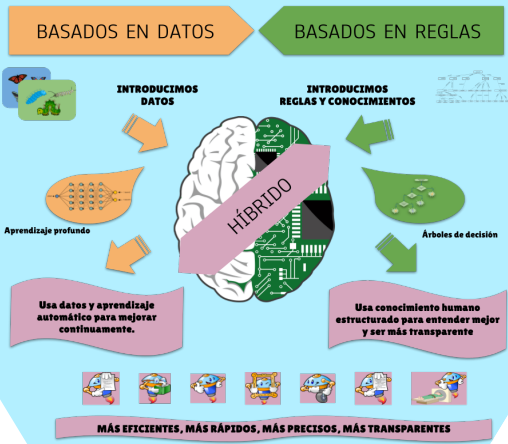 BASADOS EN DATOS
BASADOS EN REGLAS
INTRODUCIMOS
DATOS
INTRODUCIMOS
REGLAS Y CONOCIMIENTOS
HÍBRIDO
Aprendizaje profundo
Árboles de decisión
Usa datos y aprendizaje
automático para mejorar
continuamente.
Usa conocimiento humano
estructurado para entender mejor
y ser más transparente
MÁS EFICIENTES, MÁS RÁPIDOS, MÁS PRECISOS, MÁS TRANSPARENTES